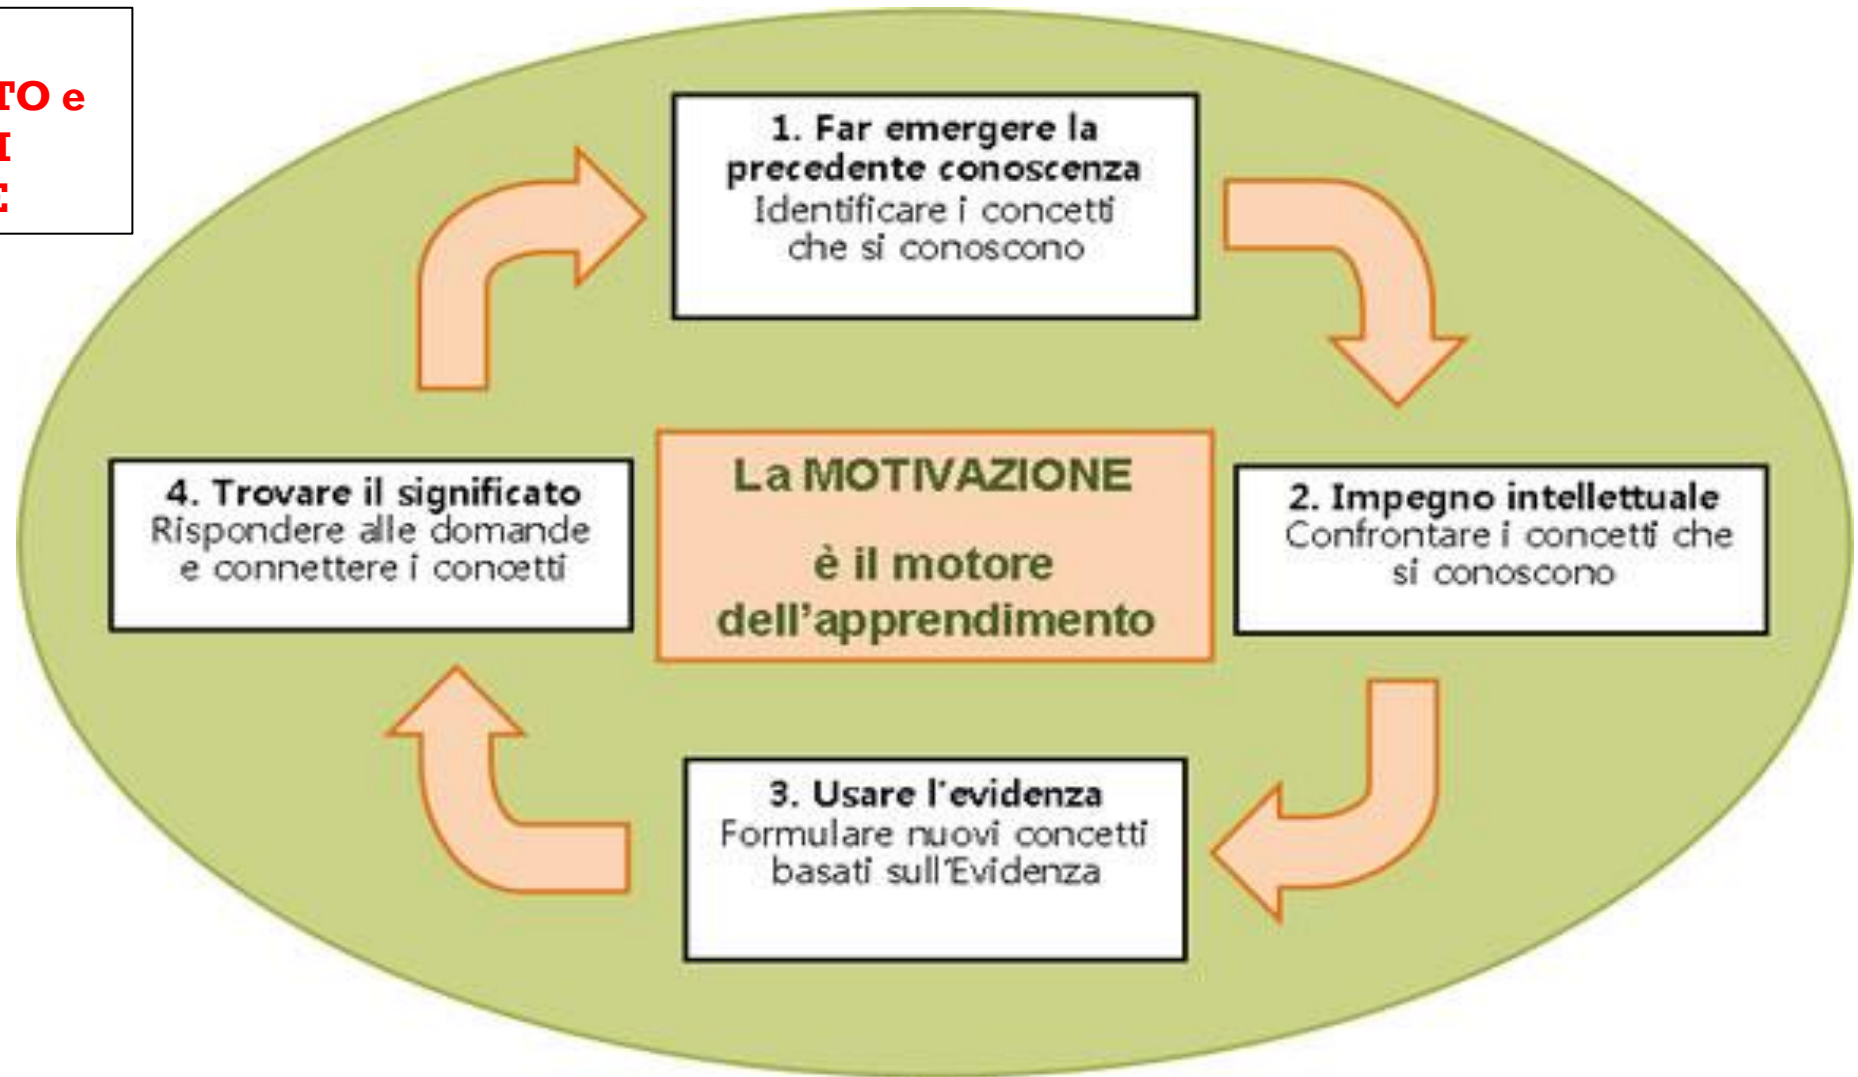 TO e
I
E
1. Far emergere la
precedente conoscenza
Identificare i concetti
che si conoscono
La MOTIVAZIONE
è il motore
dell'apprendimento
2. Impegno intellettuale
Confrontare i concetti che
si conoscono
3. Usare l'evidenza
Formulare nuovi concetti
basati sull'Evidenza
4. Trovare il significato
Rispondere alle domande
e connettere i concetti